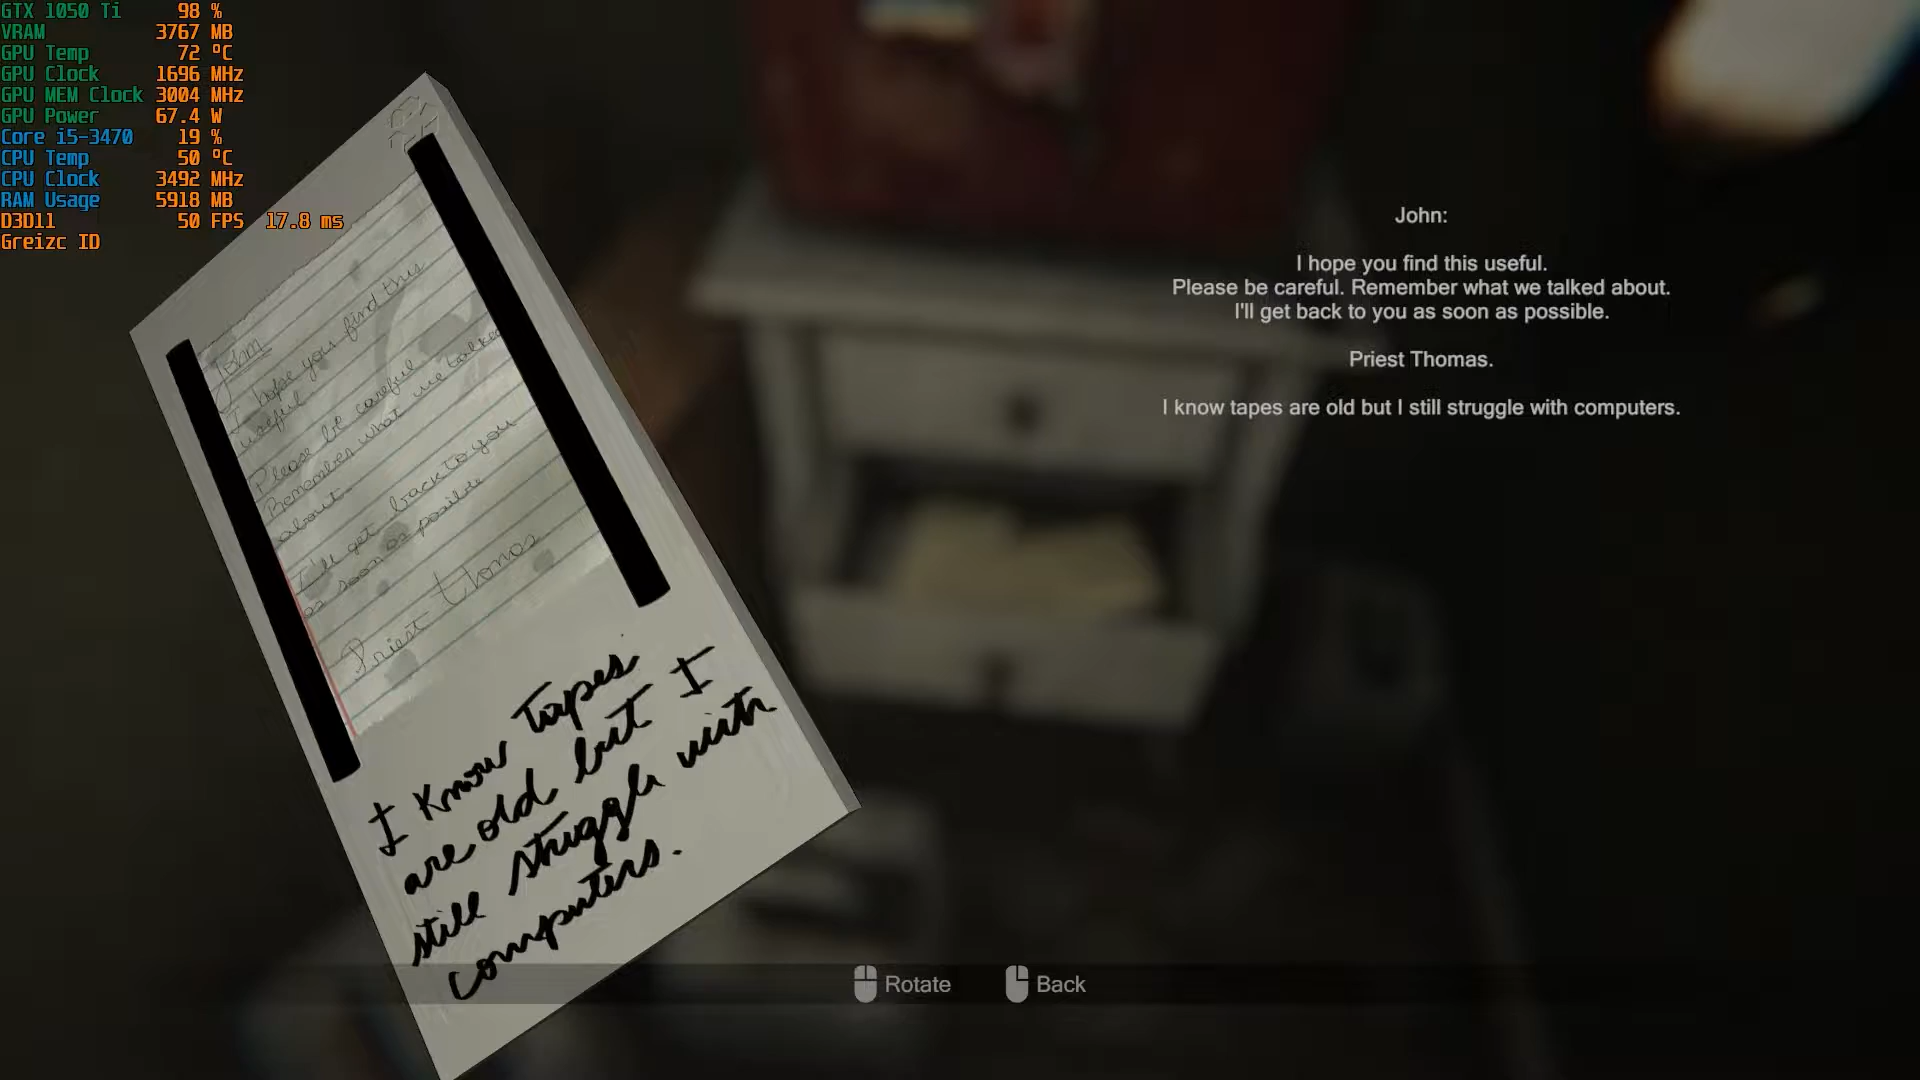 GTX 1050 Ti 98 %
VRAM 3767 MB
GPU Temp 72 °C
GPU Clock 1696 MHz
GPU MEM Clock 3004 MHz
GPU Power 67.4 W
Core i5-3470 19 %
CPU Temp 50 °C
CPU Clock 3492 MHz
RAM Usage 5918 MB
D3D11 50 FPS 17.8 ms
Greizc ID
John
I hope you find this
useful.
Please be careful
Remember what we talked
about.
I'll get back to you
as soon as possible
Priest Thomas
I know tapes
are old but I
still struggle with
computers.
John:
I hope you find this useful.
Please be careful. Remember what we talked about.
I'll get back to you as soon as possible.
Priest Thomas.
I know tapes are old but I still struggle with computers.
Rotate
Back